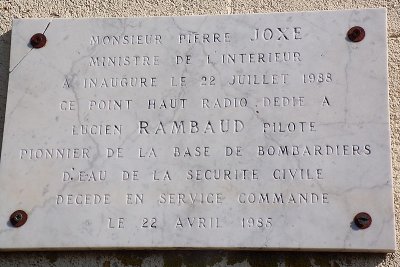 MONSIEUR PIERRE JOXE
MINISTRE DE L'INTERIEUR
A INAUGURE LE 22 JUILLET 1988
CE POINT HAUT RADIO DEDIE A
LUCIEN RAMBAUD PILOTE
PIONNIER DE LA BASE DE BOMBARDIERS
D'EAU DE LA SECURITE CIVILE
DECEDE EN SERVICE COMMANDE
LE 22 AVRIL 1985